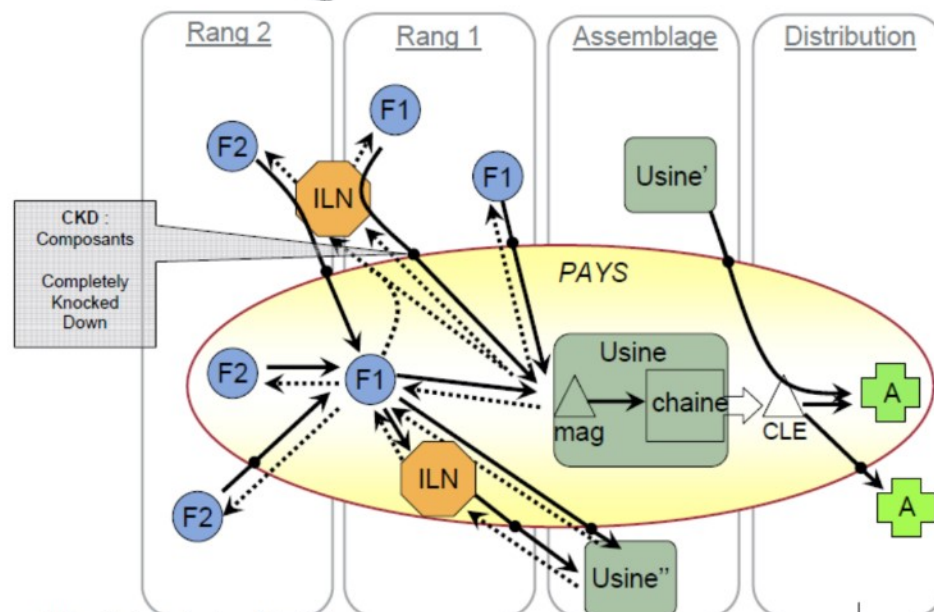 Rang 2
Rang 1
Assemblage
Distribution
F1
F2
F1
ILN
Usine'
CKD :
Composants
Completely
Knocked
Down
PAYS
Usine
F2
F1
A
chaine
mag
CLE
ILN
F2
A
Usine"